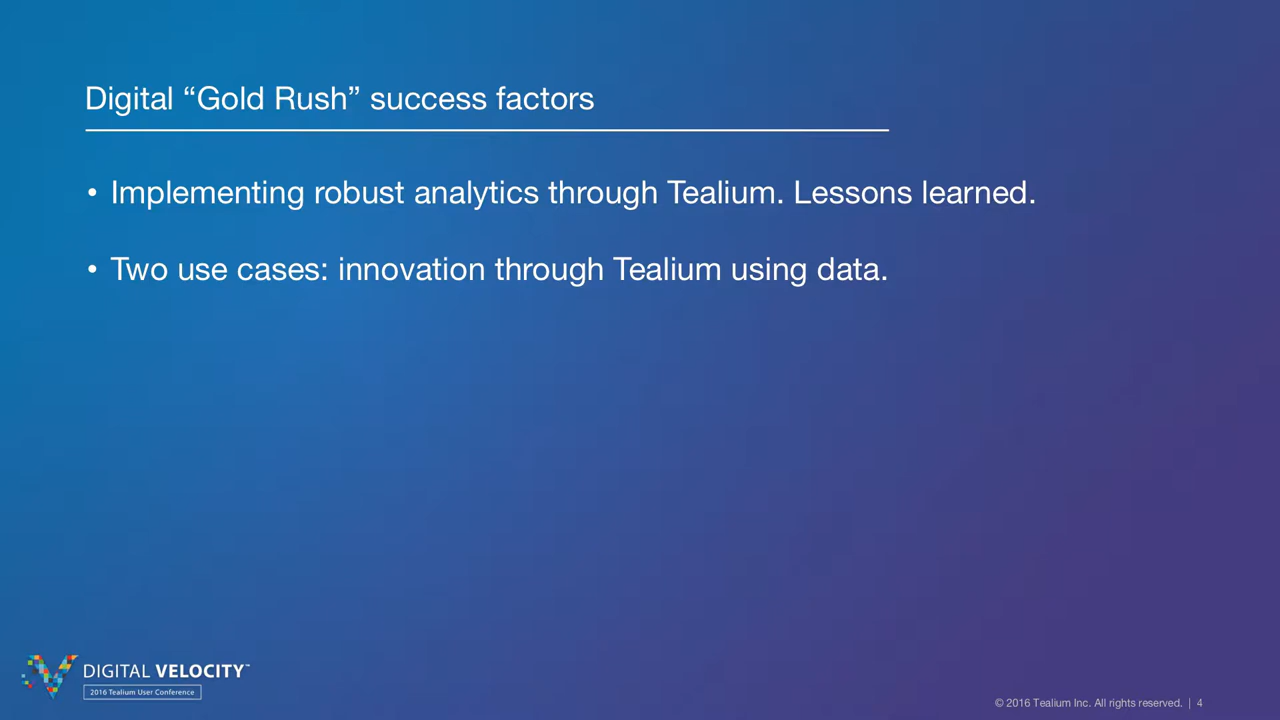 Digital “Gold Rush” success factors
• Implementing robust analytics through Tealium. Lessons learned.
• Two use cases: innovation through Tealium using data.
DIGITAL VELOCITY™
2016 Tealium User Conference
© 2016 Tealium Inc. All rights reserved. | 4